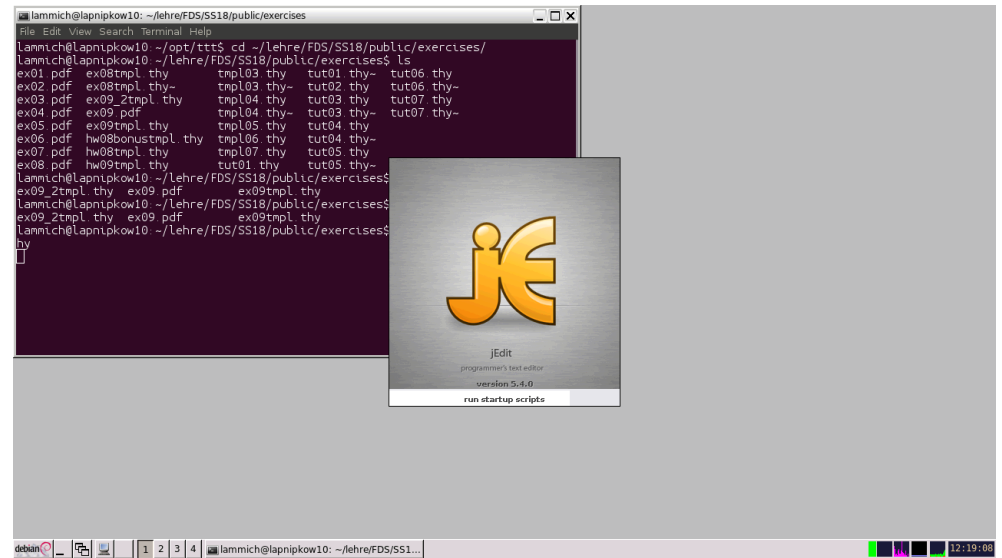 lammich@lapnipkow10: ~/lehre/FDS/SS18/public/exercises
File Edit View Search Terminal Help
lammich@lapnipkow10:~/opt/ttt$ cd ~/lehre/FDS/SS18/public/exercises/
lammich@lapnipkow10:~/lehre/FDS/SS18/public/exercises$ ls
ex01.pdf ex08tmpl.thy tmpl03.thy tut01.thy~ tut06.thy
ex02.pdf ex08tmpl.thy~ tmpl03.thy~ tut02.thy tut06.thy~
ex03.pdf ex09_2tmpl.thy tmpl04.thy tut03.thy tut07.thy
ex04.pdf ex09.pdf tmpl04.thy~ tut03.thy~ tut07.thy~
ex05.pdf ex09tmpl.thy tmpl05.thy tut04.thy
ex06.pdf hw08bonustmpl.thy tmpl06.thy tut04.thy~
ex07.pdf hw08tmpl.thy tmpl07.thy tut05.thy
ex08.pdf hw09tmpl.thy tut01.thy tut05.thy~
lammich@lapnipkow10:~/lehre/FDS/SS18/public/exercises$
ex09_2tmpl.thy ex09.pdf ex09tmpl.thy
lammich@lapnipkow10:~/lehre/FDS/SS18/public/exercises$
ex09_2tmpl.thy ex09.pdf ex09tmpl.thy
lammich@lapnipkow10:~/lehre/FDS/SS18/public/exercises$
hy
jE
jEdit
programmer's text editor
version 5.4.0
run startup scripts
debian 1 2 3 4 lammich@lapnipkow10: ~/lehre/FDS/SS1... 12:19:08